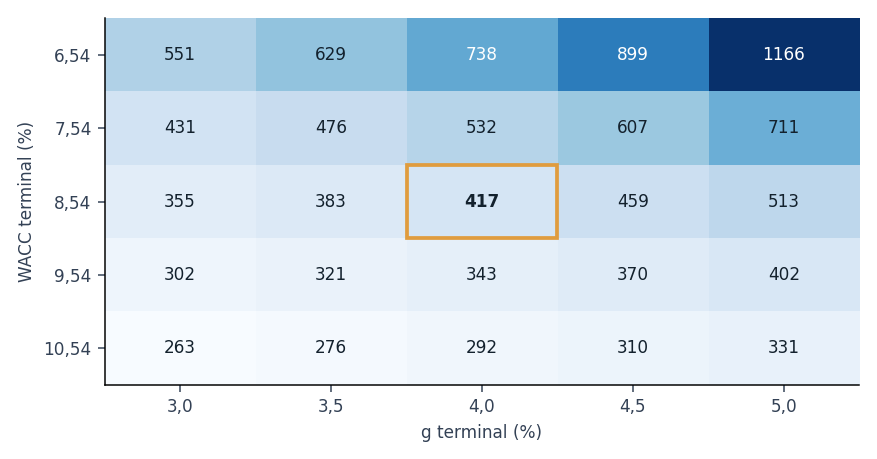 WACC terminal (%)
6,54 551 629 738 899 1166
7,54 431 476 532 607 711
8,54 355 383 417 459 513
9,54 302 321 343 370 402
10,54 263 276 292 310 331
3,0 3,5 4,0 4,5 5,0
g terminal (%)